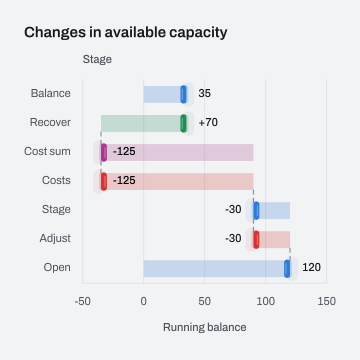 Changes in available capacity
Stage
Balance 35
Recover +70
Cost sum -125
Costs -125
Stage -30
Adjust -30
Open 120
-50 0 50 100 150
Running balance